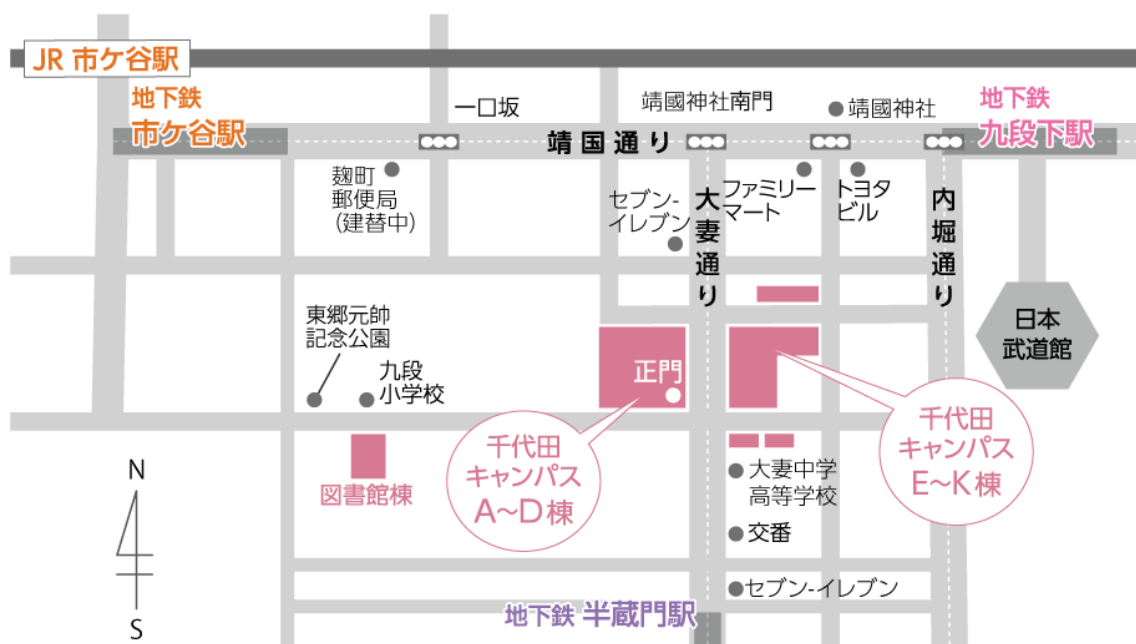 JR 市ケ谷駅
地下鉄
市ケ谷駅
一口坂
靖國神社南門
靖國神社
地下鉄
九段下駅
靖国通り
麹町
郵便局
(建替中)
セブン-
イレブン
大妻通り
ファミリー
マート
トヨタ
ビル
内堀通り
日本
武道館
東郷元帥
記念公園
九段
小学校
正門
千代田
キャンパス
A〜D棟
千代田
キャンパス
E〜K棟
図書館棟
大妻中学
高等学校
交番
セブン-イレブン
地下鉄 半蔵門駅
N
S